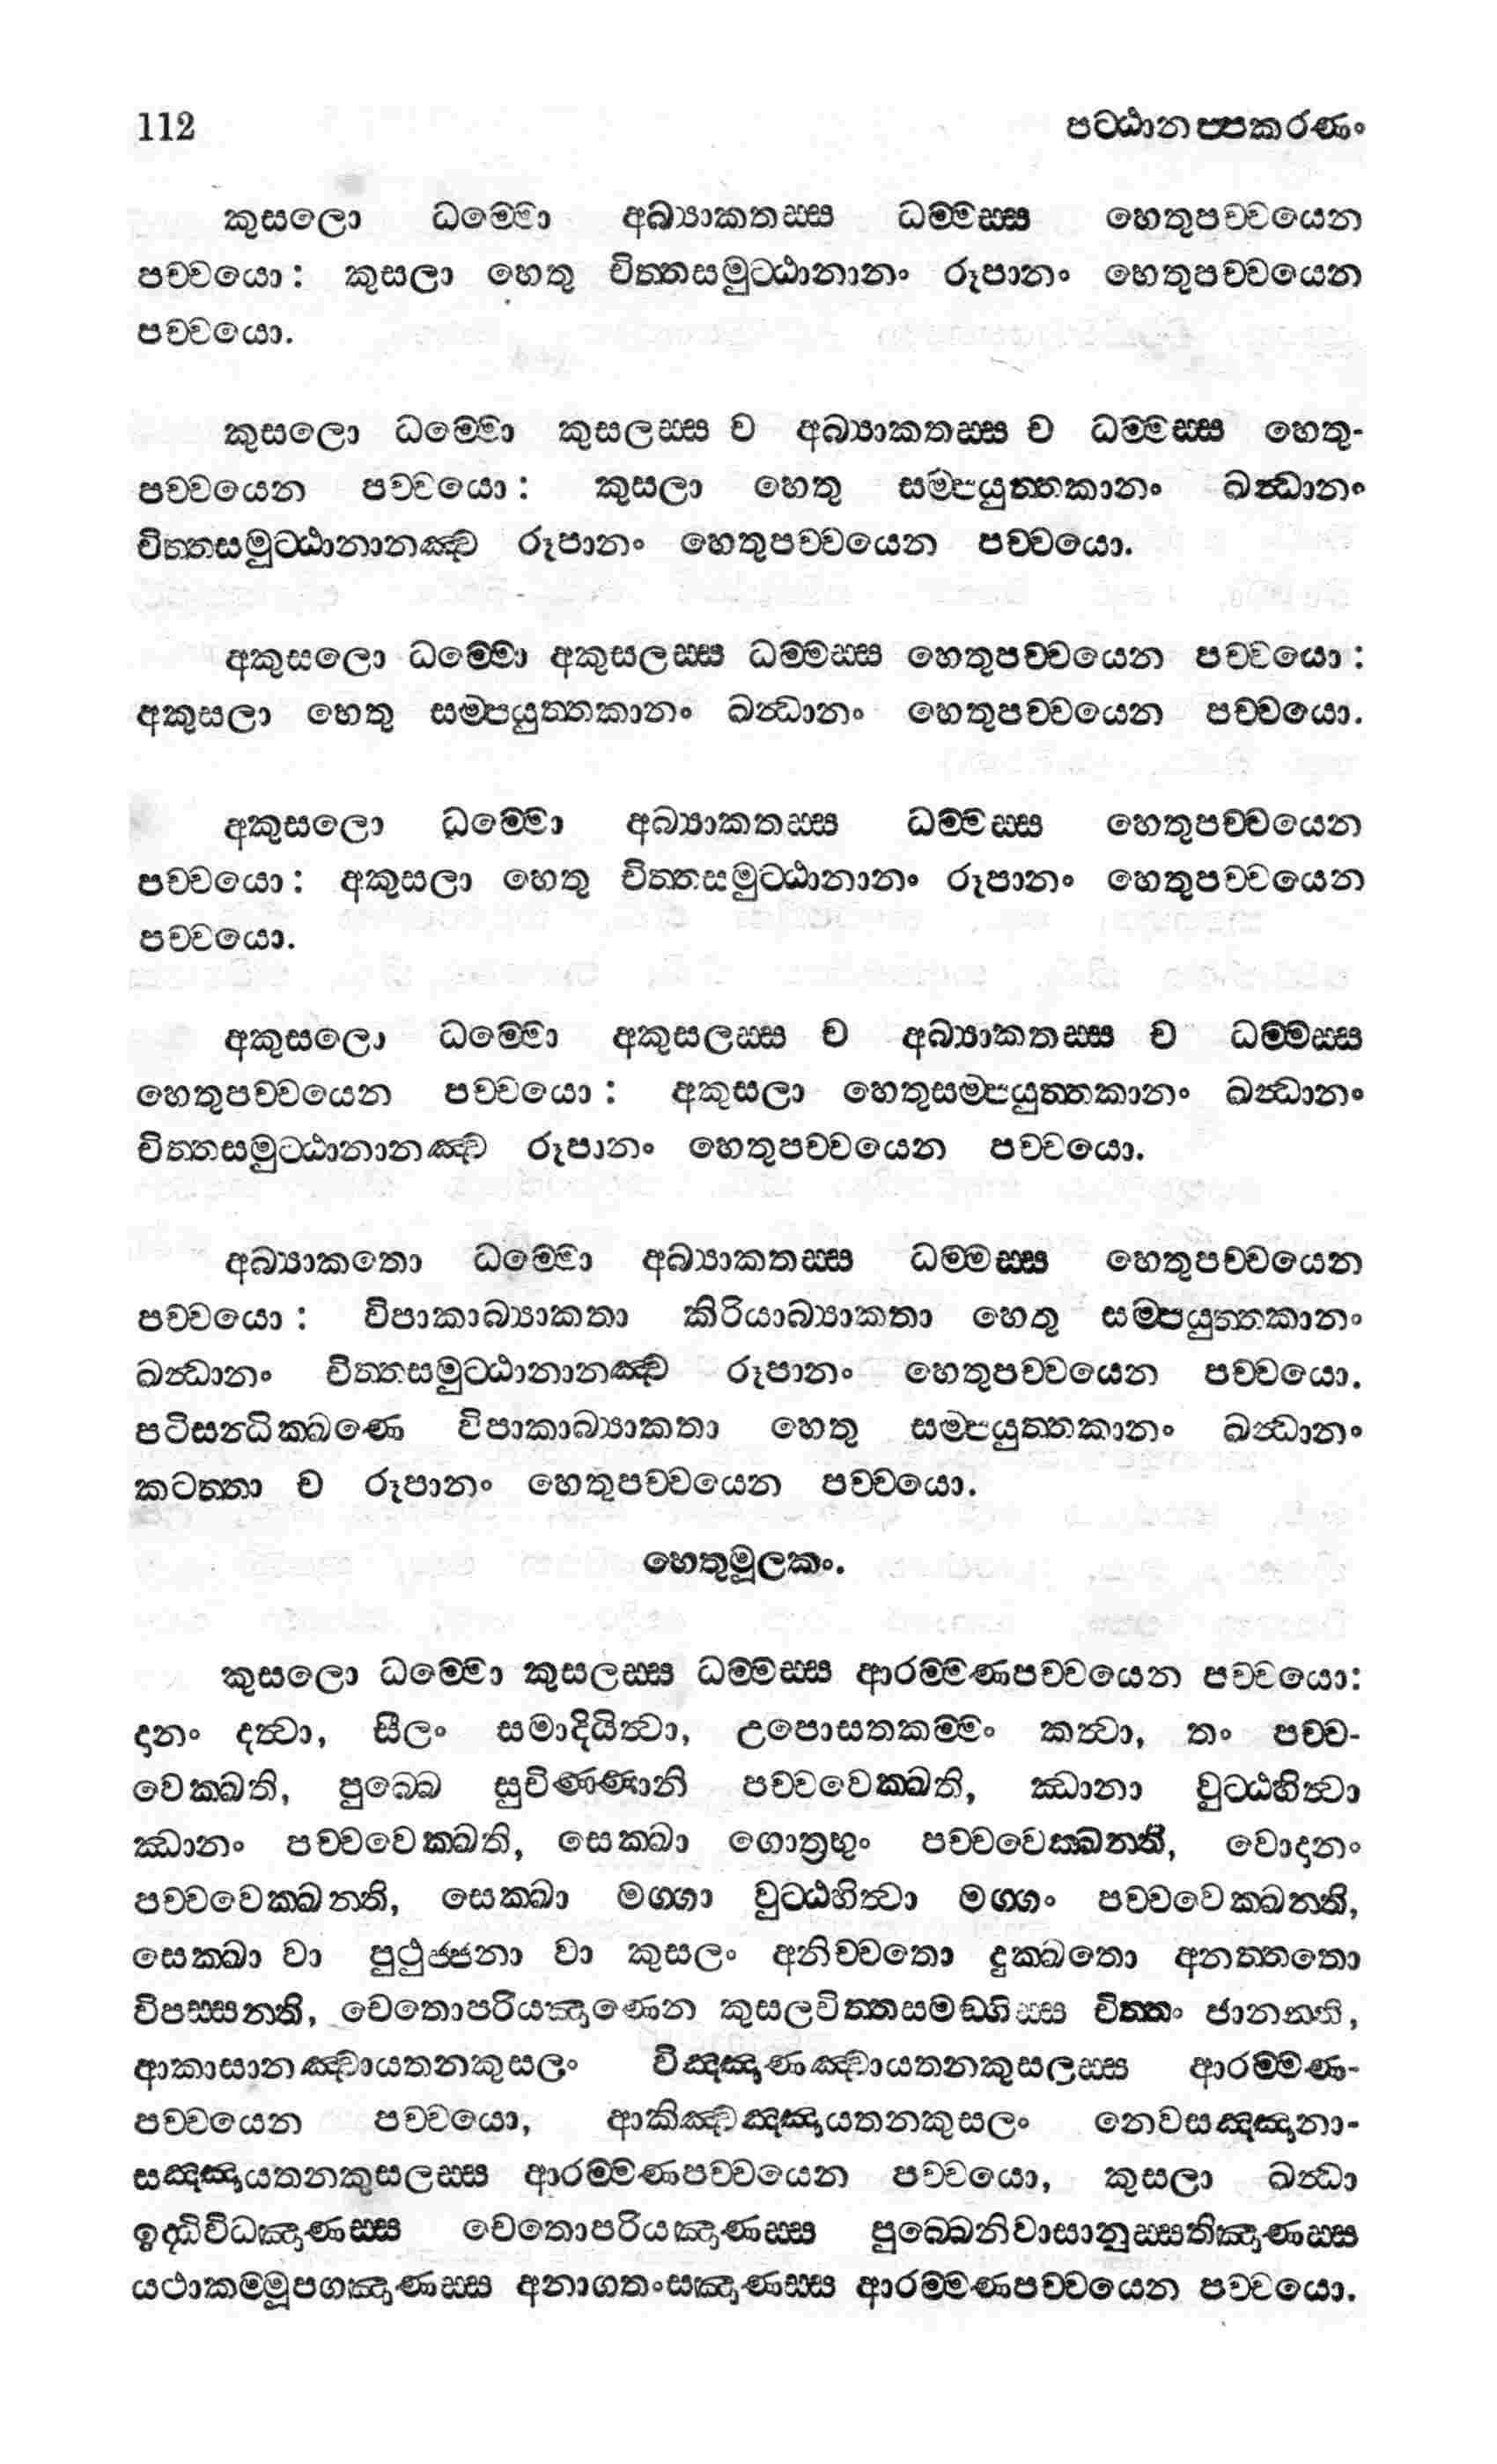 112 පට්ඨානප්පකරණං
කුසලො ධම්මො අබ්‍යාකතස්ස ධම්මස්ස හෙතුපච්චයෙන
පච්චයො: කුසලා හෙතු චිත්තසමුට්ඨානානං රූපානං හෙතුපච්චයෙන
පච්චයො.
කුසලො ධම්මො කුසලස්ස ච අබ්‍යාකතස්ස ච ධම්මස්ස හෙතු-
පච්චයෙන පච්චයො: කුසලා හෙතු සම්පයුත්තකානං ඛන්ධානං
චිත්තසමුට්ඨානානඤ්ච රූපානං හෙතුපච්චයෙන පච්චයො.
අකුසලො ධම්මො අකුසලස්ස ධම්මස්ස හෙතුපච්චයෙන පච්චයො:
අකුසලා හෙතු සම්පයුත්තකානං ඛන්ධානං හෙතුපච්චයෙන පච්චයො.
අකුසලො ධම්මො අබ්‍යාකතස්ස ධම්මස්ස හෙතුපච්චයෙන
පච්චයො: අකුසලා හෙතු චිත්තසමුට්ඨානානං රූපානං හෙතුපච්චයෙන
පච්චයො.
අකුසලො ධම්මො අකුසලස්ස ච අබ්‍යාකතස්ස ච ධම්මස්ස
හෙතුපච්චයෙන පච්චයො: අකුසලා හෙතුසම්පයුත්තකානං ඛන්ධානං
චිත්තසමුට්ඨානානඤ්ච රූපානං හෙතුපච්චයෙන පච්චයො.
අබ්‍යාකතො ධම්මො අබ්‍යාකතස්ස ධම්මස්ස හෙතුපච්චයෙන
පච්චයො: විපාකාබ්‍යාකතා කිරියාබ්‍යාකතා හෙතු සම්පයුත්තකානං
ඛන්ධානං චිත්තසමුට්ඨානානඤ්ච රූපානං හෙතුපච්චයෙන පච්චයො.
පටිසන්ධික්ඛණෙ විපාකාබ්‍යාකතා හෙතු සම්පයුත්තකානං ඛන්ධානං
කටත්තා ච රූපානං හෙතුපච්චයෙන පච්චයො.
හෙතුමූලකං.
කුසලො ධම්මො කුසලස්ස ධම්මස්ස ආරම්මණපච්චයෙන පච්චයො:
දානං දත්වා, සීලං සමාදියිත්වා, උපොසතකම්මං කත්වා, තං පච්ච-
වෙක්ඛති, පුබ්බෙ සුචිණ්ණානි පච්චවෙක්ඛති, ඣානා වුට්ඨහිත්වා
ඣානං පච්චවෙක්ඛති, සෙක්ඛා ගොත්‍රභුං පච්චවෙක්ඛන්ති, වොදානං
පච්චවෙක්ඛන්ති, සෙක්ඛා මග්ගා වුට්ඨහිත්වා මග්ගං පච්චවෙක්ඛන්ති,
සෙක්ඛා වා පුථුජ්ජනා වා කුසලං අනිච්චතො දුක්ඛතො අනත්තතො
විපස්සන්ති, චෙතොපරියඤාණෙන කුසලචිත්තසමඞ්ගිස්ස චිත්තං ජානන්ති,
ආකාසානඤ්චායතනකුසලං විඤ්ඤාණඤ්චායතනකුසලස්ස ආරම්මණ-
පච්චයෙන පච්චයො, ආකිඤ්චඤ්ඤායතනකුසලං නෙවසඤ්ඤානා-
සඤ්ඤායතනකුසලස්ස ආරම්මණපච්චයෙන පච්චයො, කුසලා ඛන්ධා
ඉද්ධිවිධඤාණස්ස චෙතොපරියඤාණස්ස පුබ්බෙනිවාසානුස්සතිඤාණස්ස
යථාකම්මූපගඤාණස්ස අනාගතංසඤාණස්ස ආරම්මණපච්චයෙන පච්චයො.